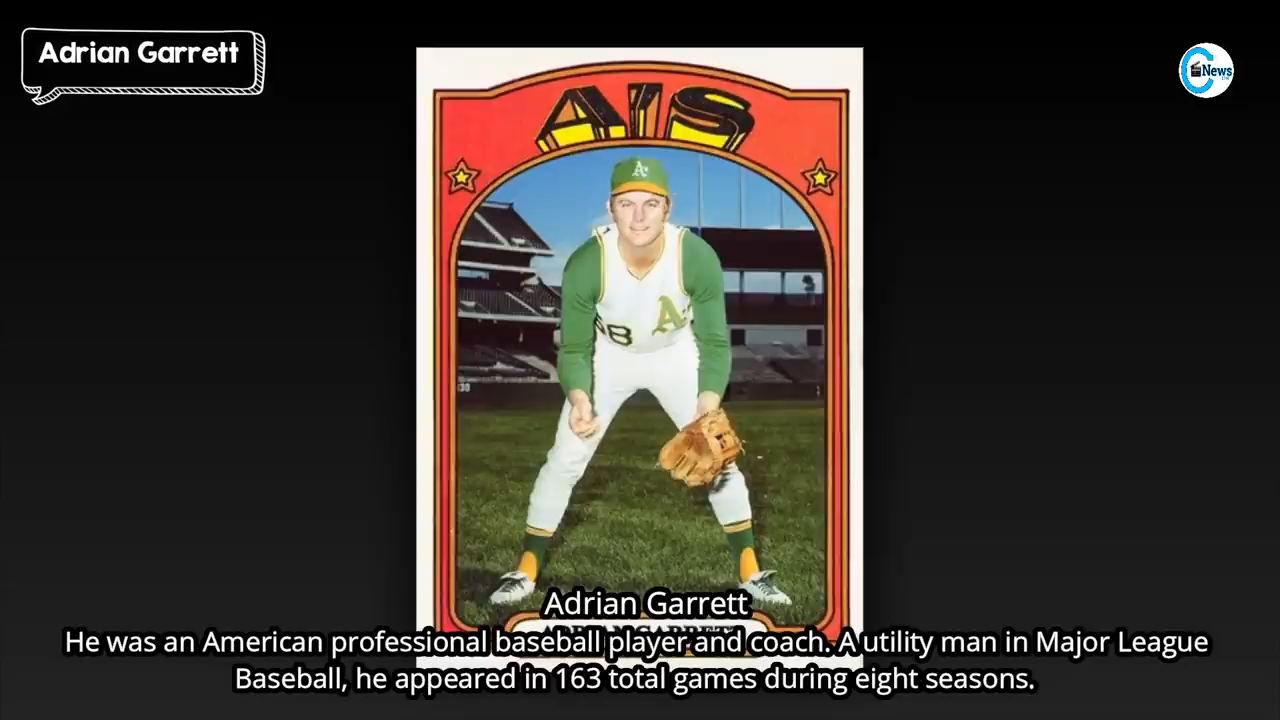 Adrian Garrett
News
A'S
A
A
Adrian Garrett
He was an American professional baseball player and coach. A utility man in Major League
Baseball, he appeared in 163 total games during eight seasons.